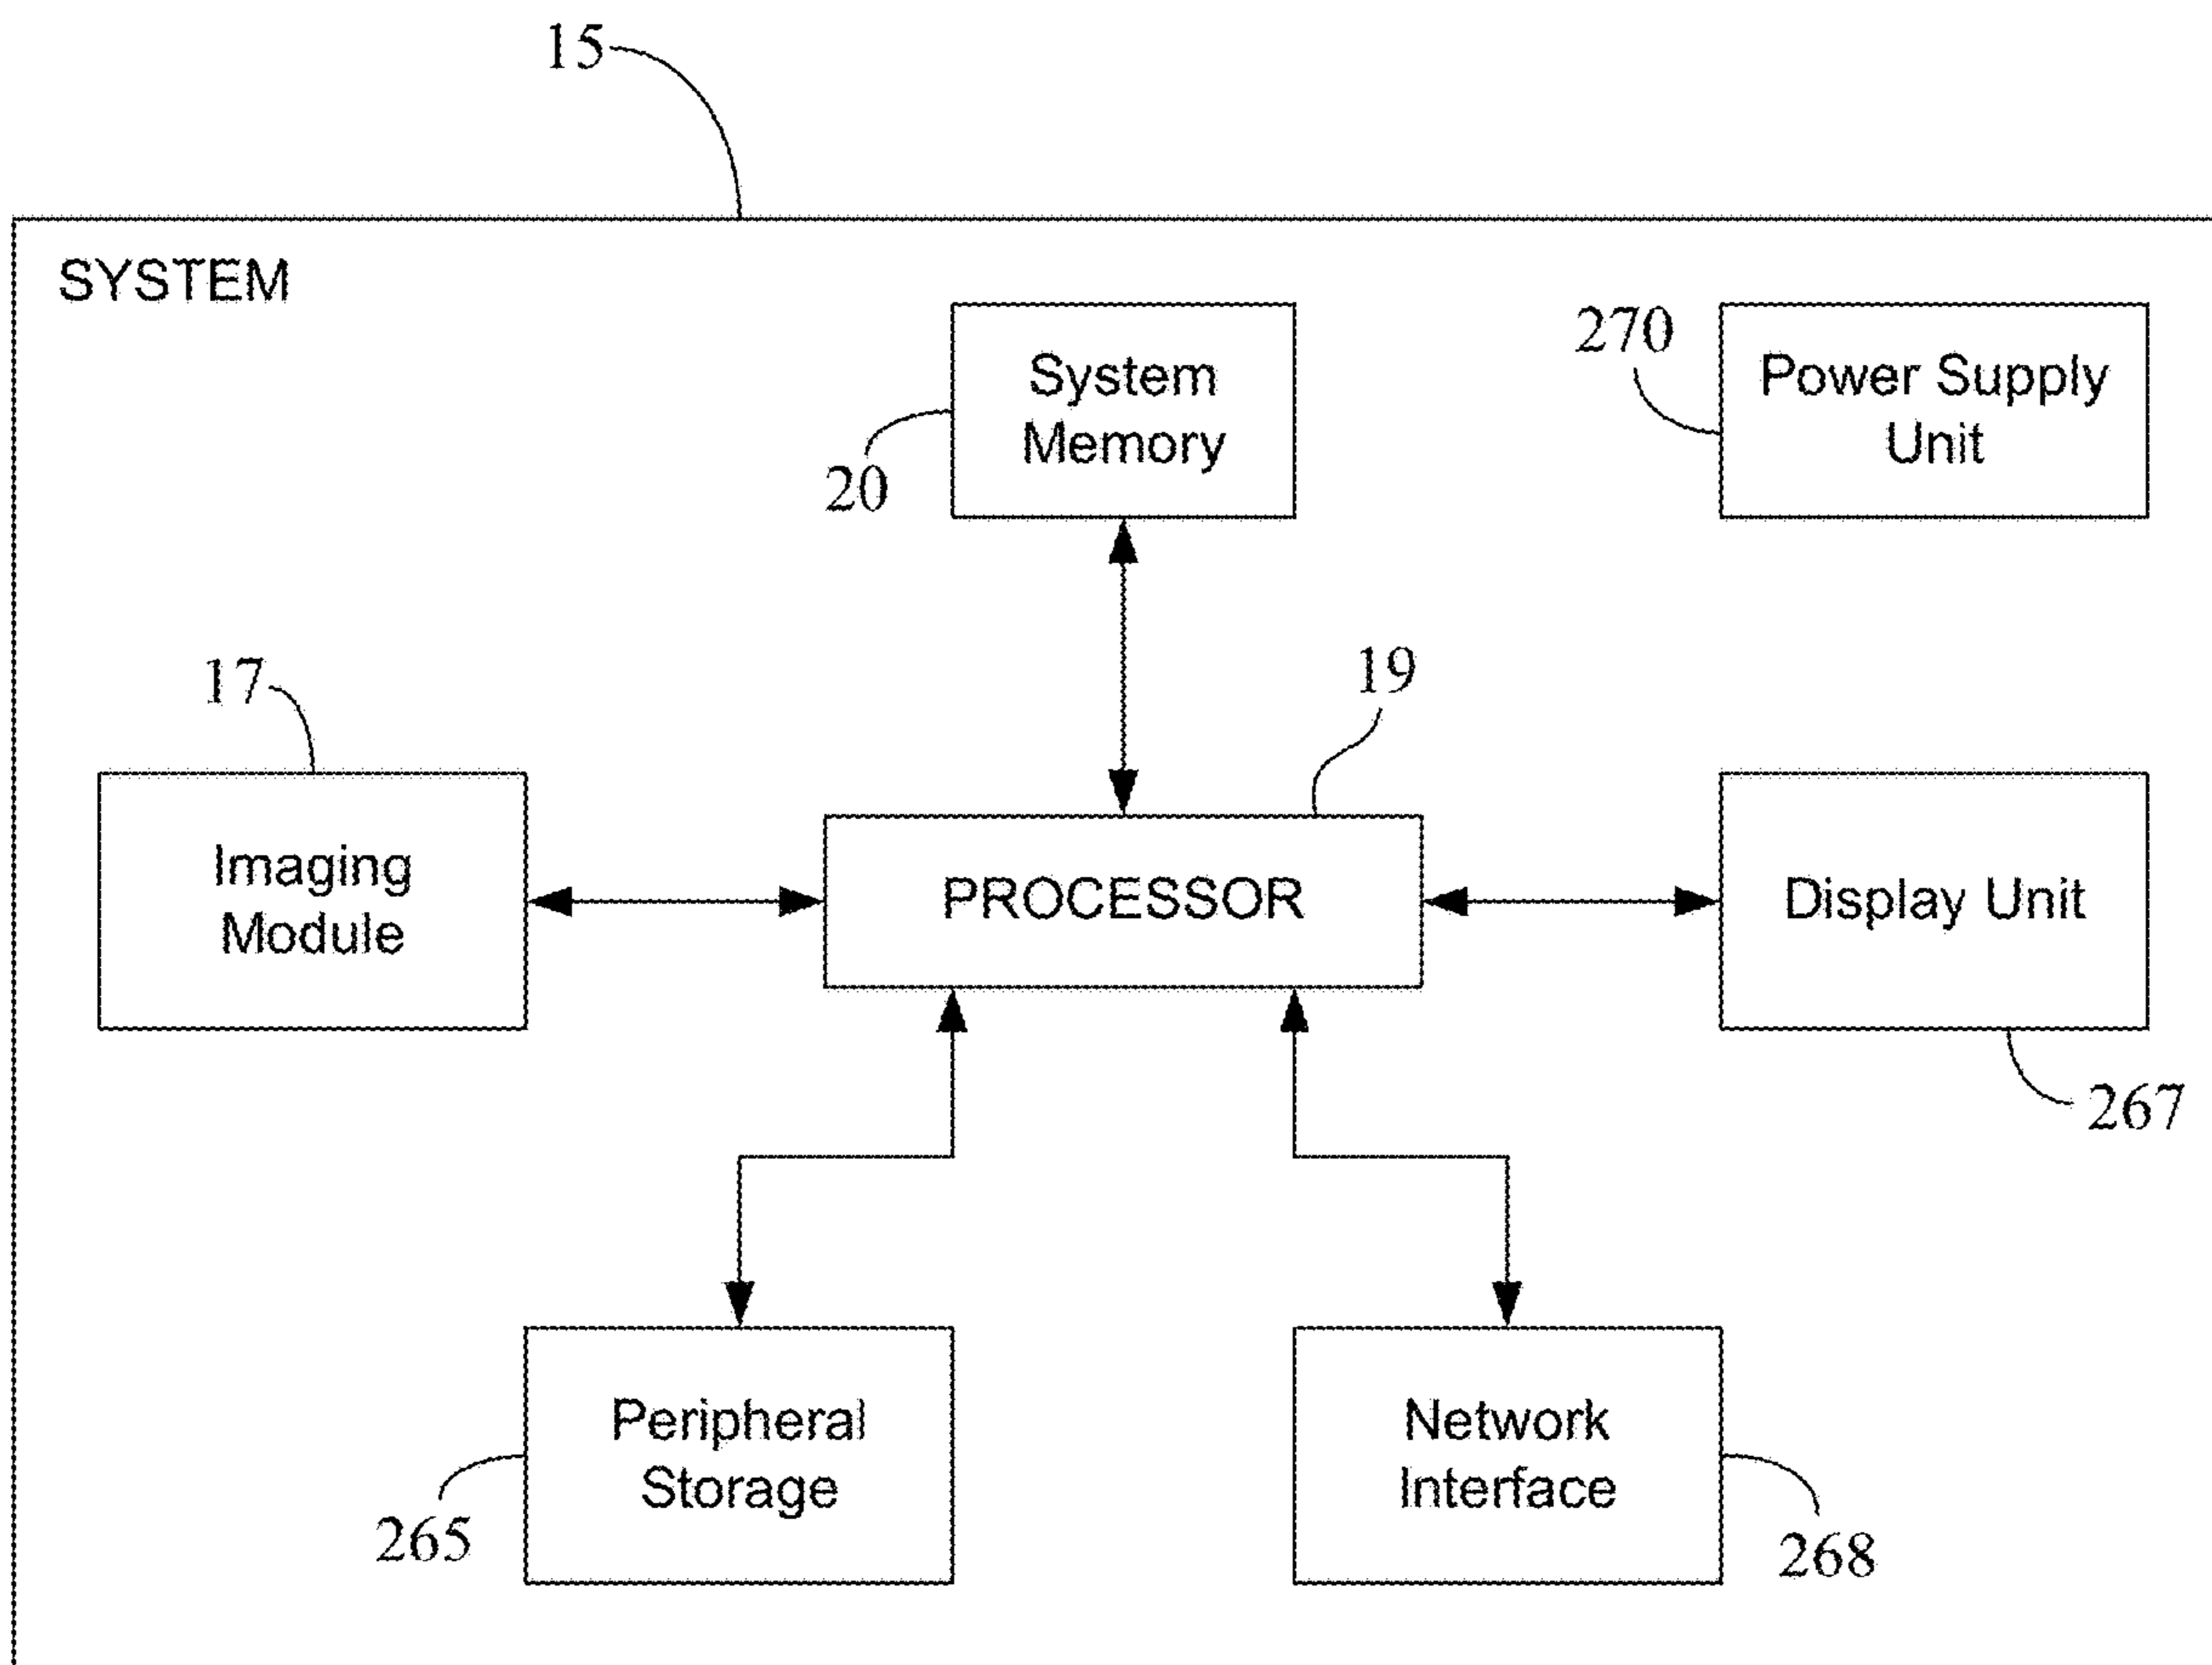 15
SYSTEM
System
Memory
20
270
Power Supply
Unit
17
19
Imaging
Module
PROCESSOR
Display Unit
267
Peripheral
Storage
265
Network
Interface
268